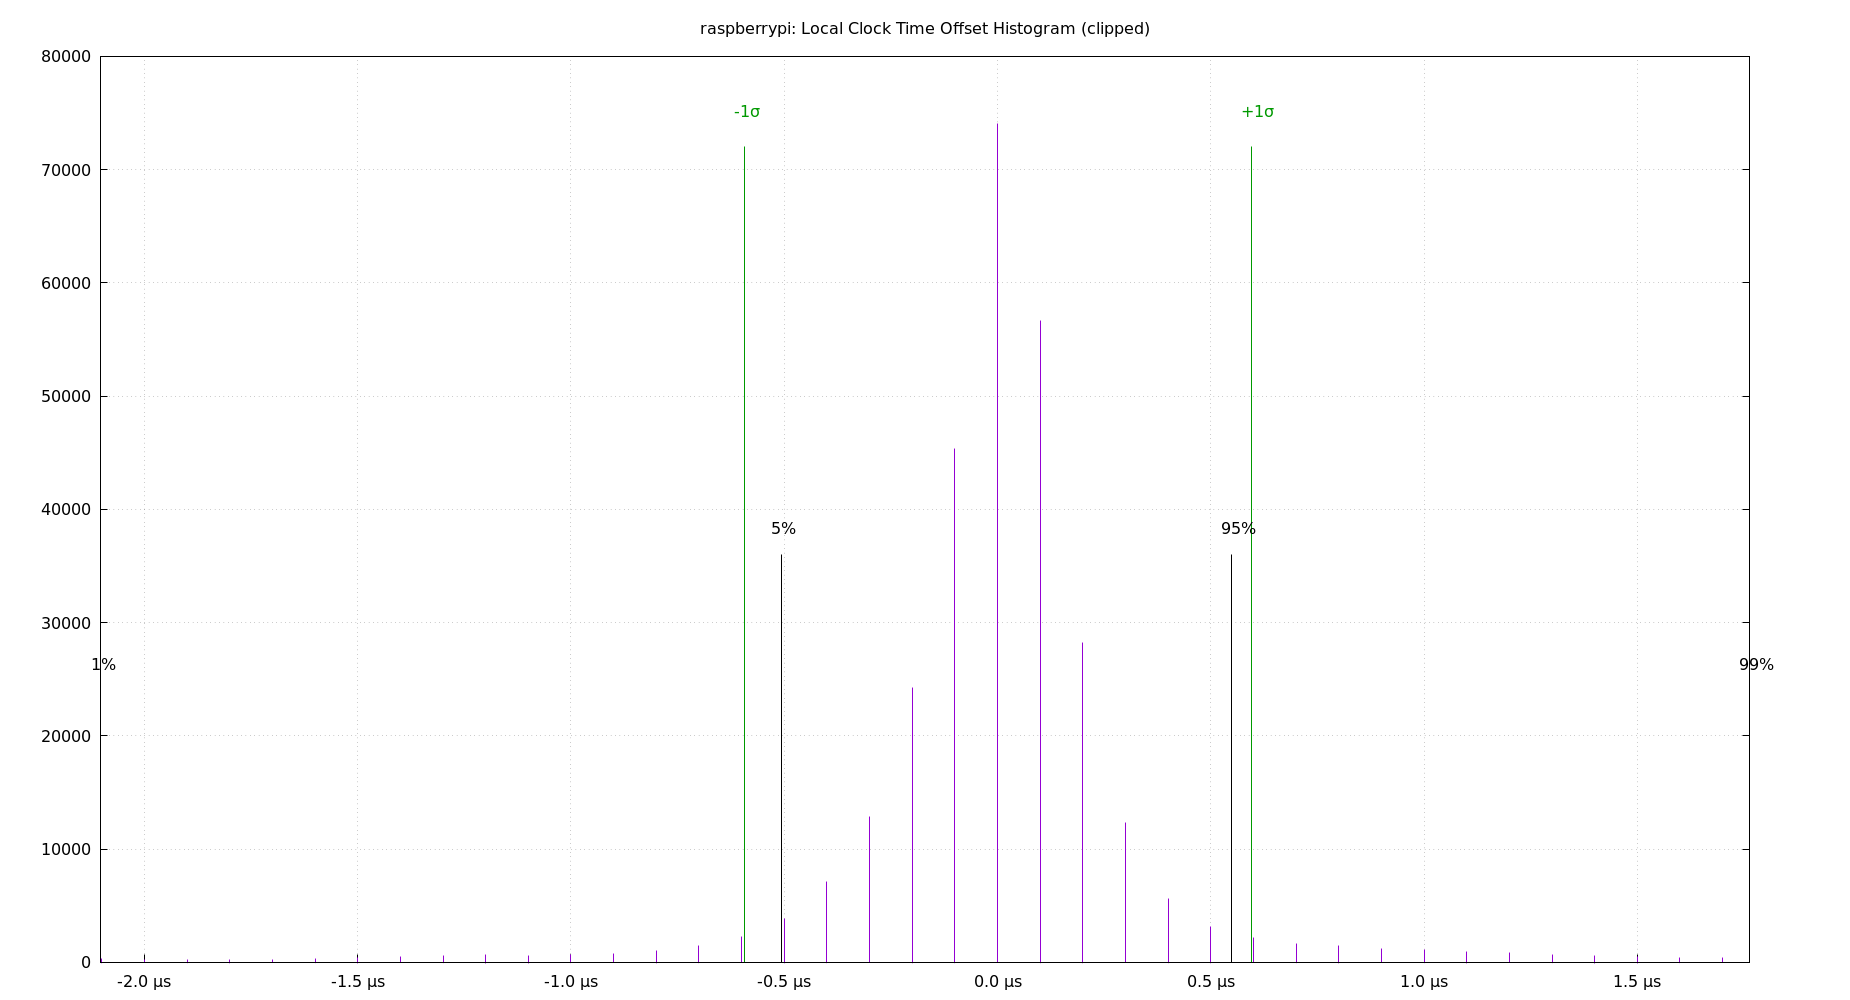 raspberrypi: Local Clock Time Offset Histogram (clipped)
80000
-1σ
+1σ
70000
60000
50000
40000
5%
95%
30000
1%
99%
20000
10000
0
-2.0 µs
-1.5 µs
-1.0 µs
-0.5 µs
0.0 µs
0.5 µs
1.0 µs
1.5 µs